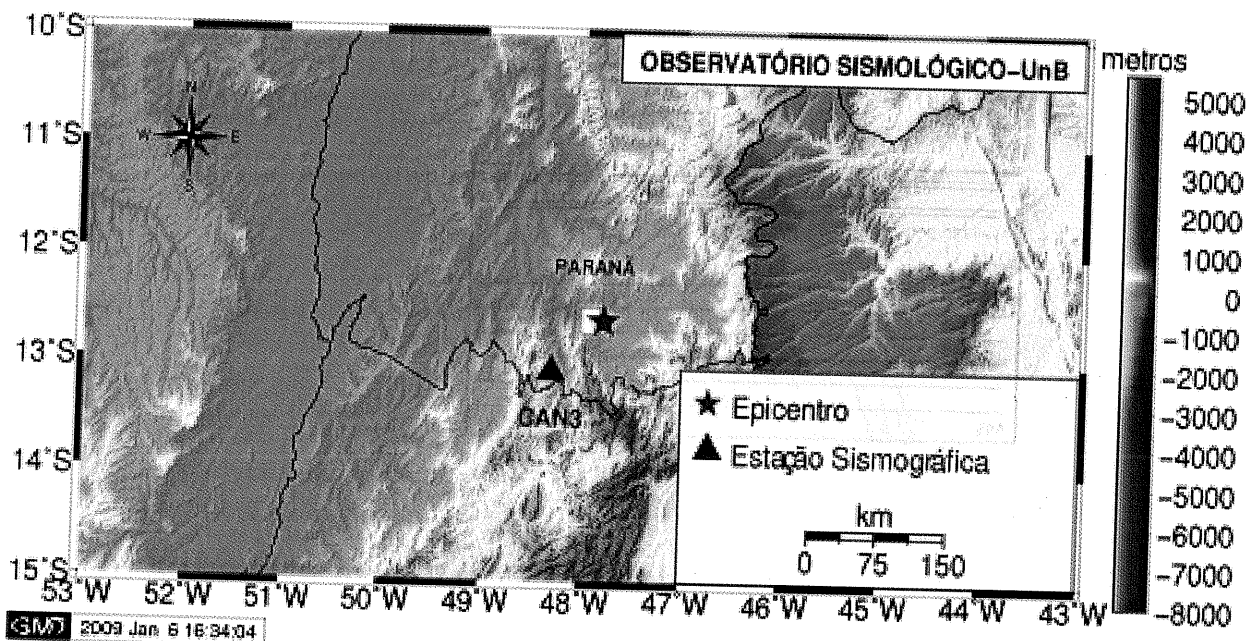 10°S
OBSERVATÓRIO SISMOLÓGICO-UnB
metros
N
W
E
S
11°S
12°S
13°S
14°S
15°S
PARANÃ
CAN3
Epicentro
Estação Sismográfica
km
0 75 150
53°W 52°W 51°W 50°W 49°W 48°W 47°W 46°W 45°W 44°W 43°W
5000
4000
3000
2000
1000
0
-1000
-2000
-3000
-4000
-5000
-6000
-7000
-8000
GMT 2009 Jan 6 16:34:04